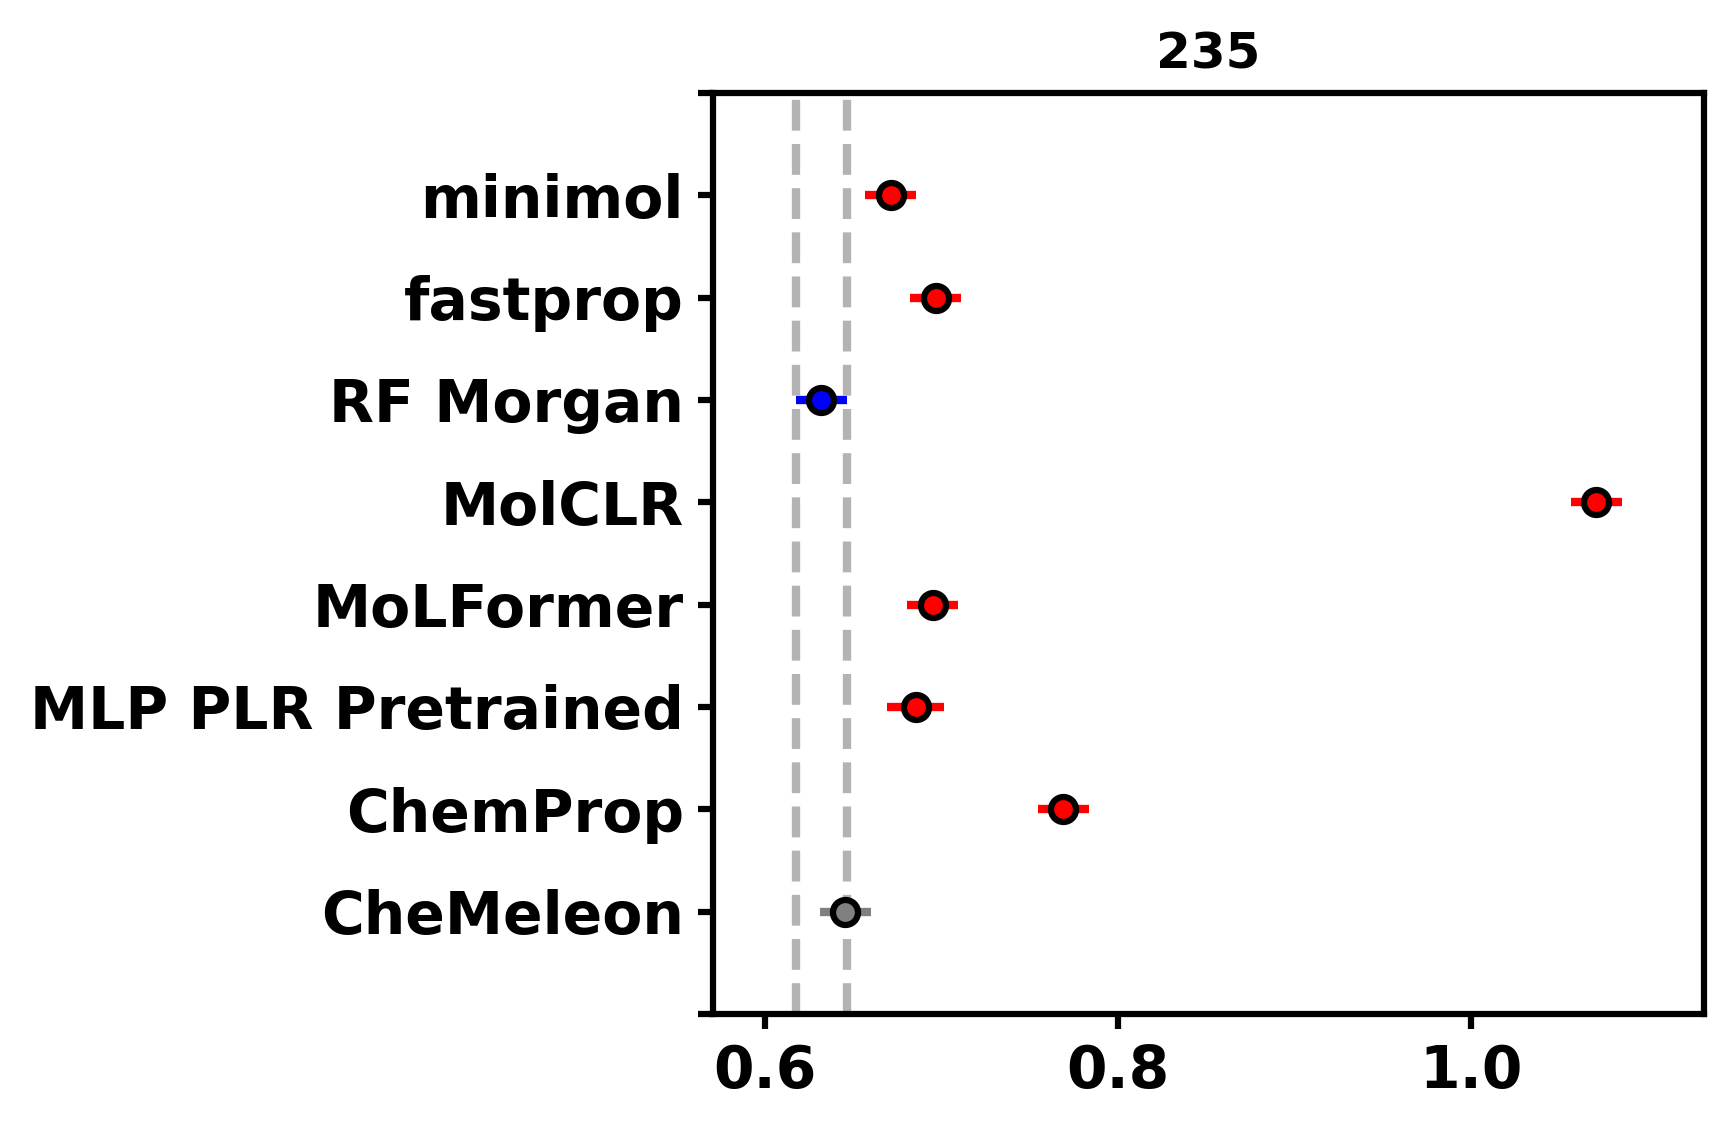 235
minimol
fastprop
RF Morgan
MolCLR
MoLFormer
MLP PLR Pretrained
ChemProp
CheMeleon
0.6 0.8 1.0